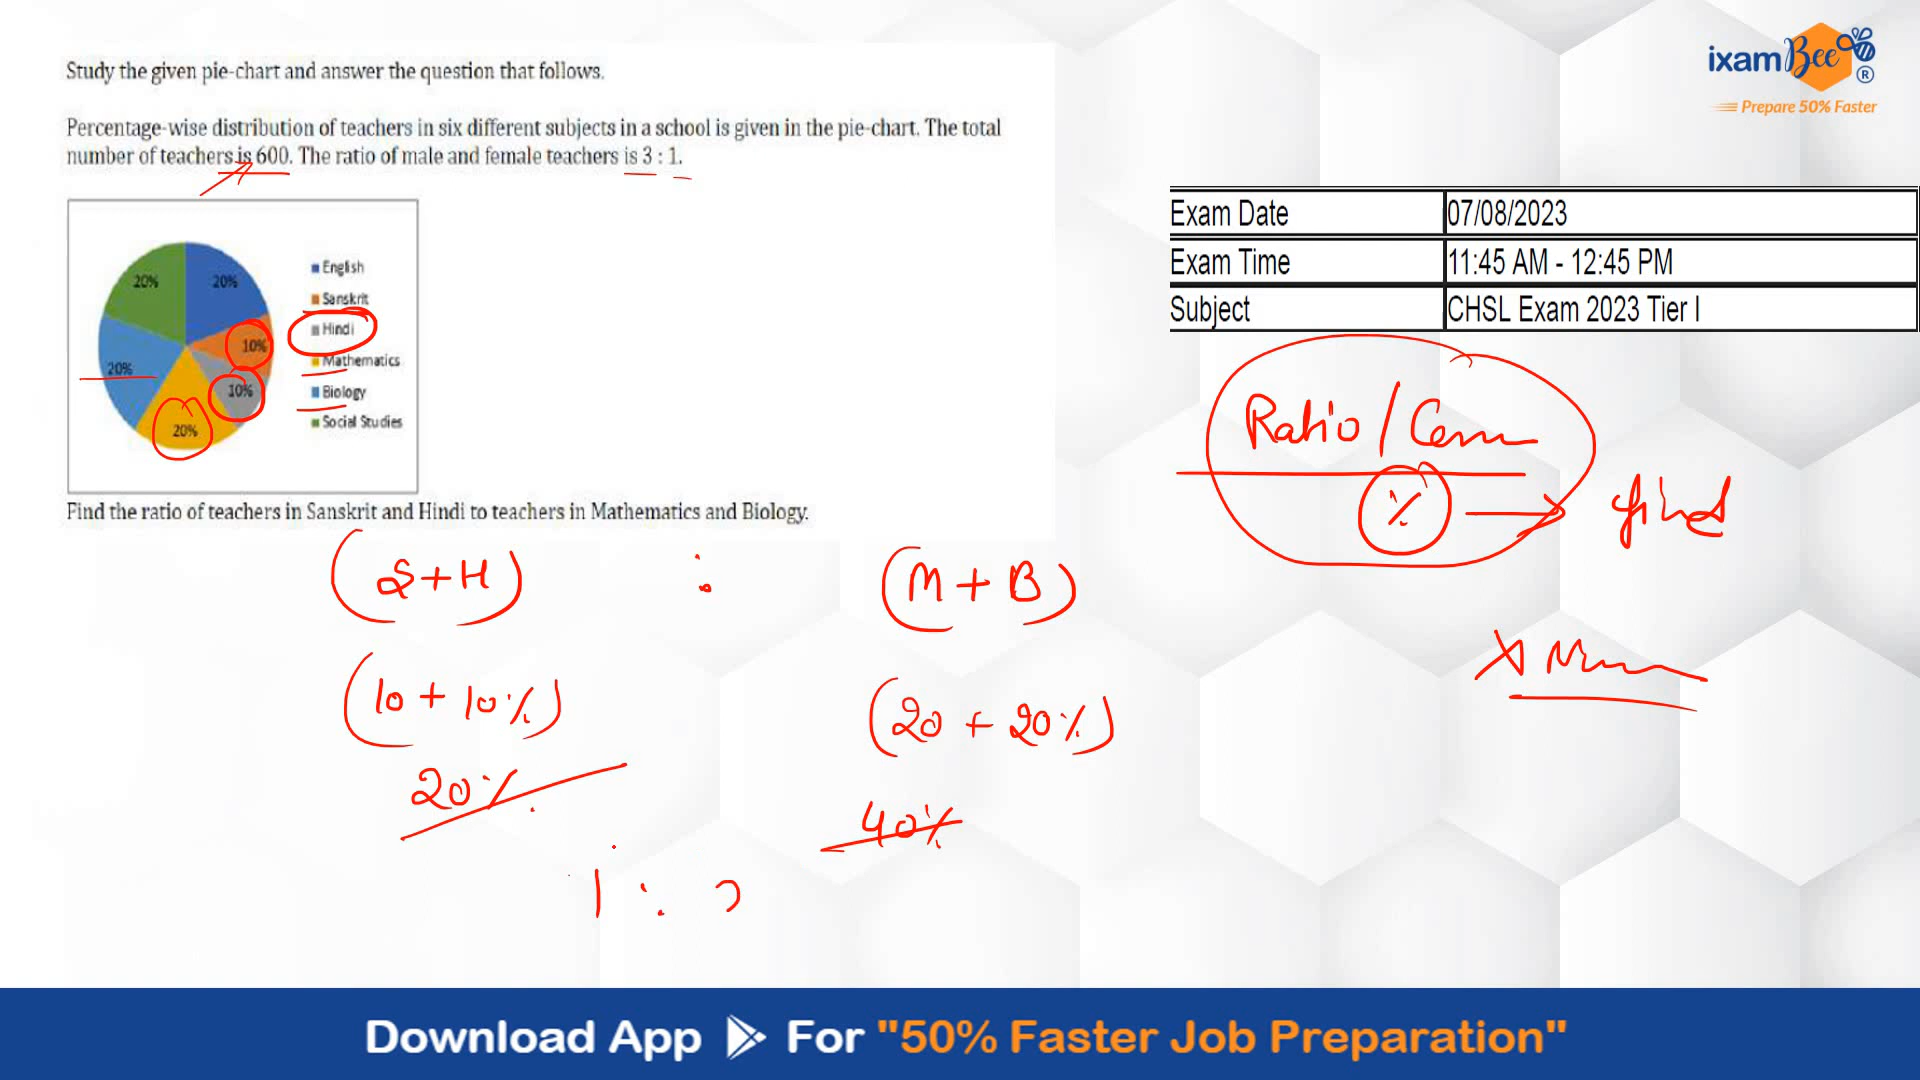 ixamBee
®
Prepare 50% Faster
Study the given pie-chart and answer the question that follows.
Percentage-wise distribution of teachers in six different subjects in a school is given in the pie-chart. The total
number of teachers is 600. The ratio of male and female teachers is 3 : 1.
Exam Date 07/08/2023
Exam Time 11:45 AM - 12:45 PM
Subject CHSL Exam 2023 Tier I
20% 20%
10%
10%
20%
20%
English
Sanskrit
Hindi
Mathematics
Biology
Social Studies
Find the ratio of teachers in Sanskrit and Hindi to teachers in Mathematics and Biology.
Ratio /
%
→ find
(S+H) : (M+B)
(10 + 10%) (20 + 20%)
20% 40%
1 :
Download App For "50% Faster Job Preparation"